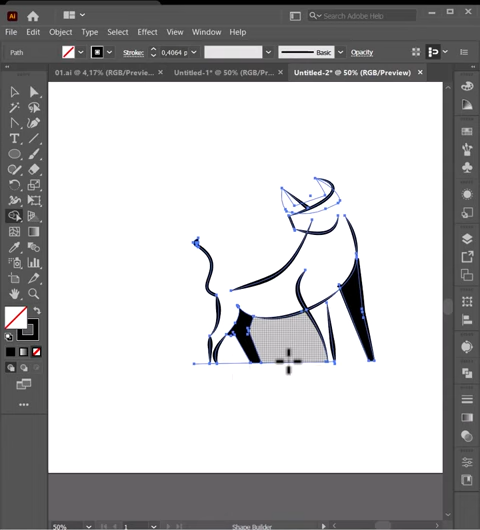 Ai Search Adobe Help
File Edit Object Type Select Effect View Window Help
Path Stroke: 0,4064 p Basic Opacity
01.ai @ 4,17% (RGB/Previe... × Untitled-1* @ 50% (RGB/Pr... × Untitled-2* @ 50% (RGB/Preview) ×
T
50% 1 Shape Builder